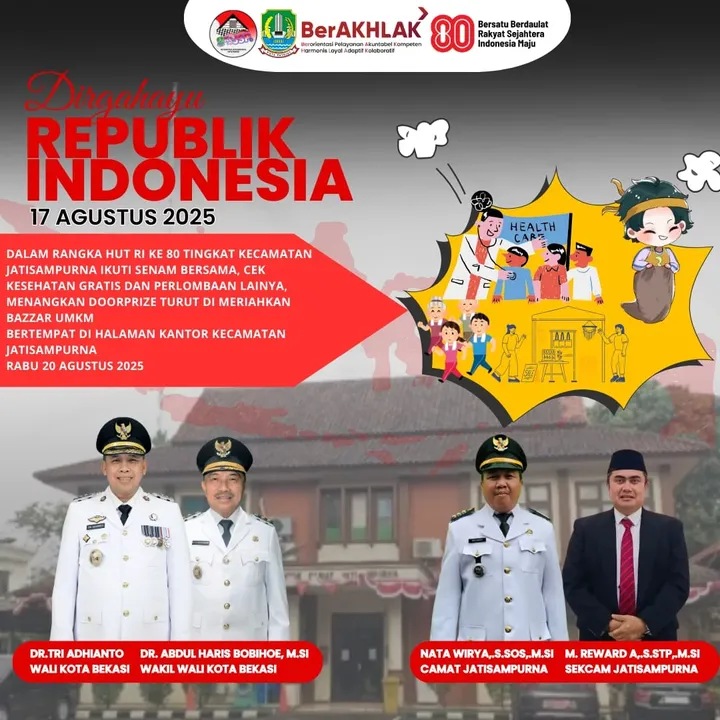 BerAKHLAK
Berorientasi Pelayanan Akuntabel Kompeten
Harmonis Loyal Adaptif Kolaboratif
80
Bersatu Berdaulat
Rakyat Sejahtera
Indonesia Maju
Dirgahayu
REPUBLIK
INDONESIA
17 AGUSTUS 2025
DALAM RANGKA HUT RI KE 80 TINGKAT KECAMATAN
JATISAMPURNA IKUTI SENAM BERSAMA, CEK
KESEHATAN GRATIS DAN PERLOMBAAN LAINYA,
MENANGKAN DOORPRIZE TURUT DI MERIAHKAN
BAZZAR UMKM
BERTEMPAT DI HALAMAN KANTOR KECAMATAN
JATISAMPURNA
RABU 20 AGUSTUS 2025
HEALTH
CARE
DR.TRI ADHIANTO
WALI KOTA BEKASI
DR. ABDUL HARIS BOBIHOE, M.SI
WAKIL WALI KOTA BEKASI
NATA WIRYA,.S.SOS,.M.SI
CAMAT JATISAMPURNA
M. REWARD A,.S.STP,.M.SI
SEKCAM JATISAMPURNA